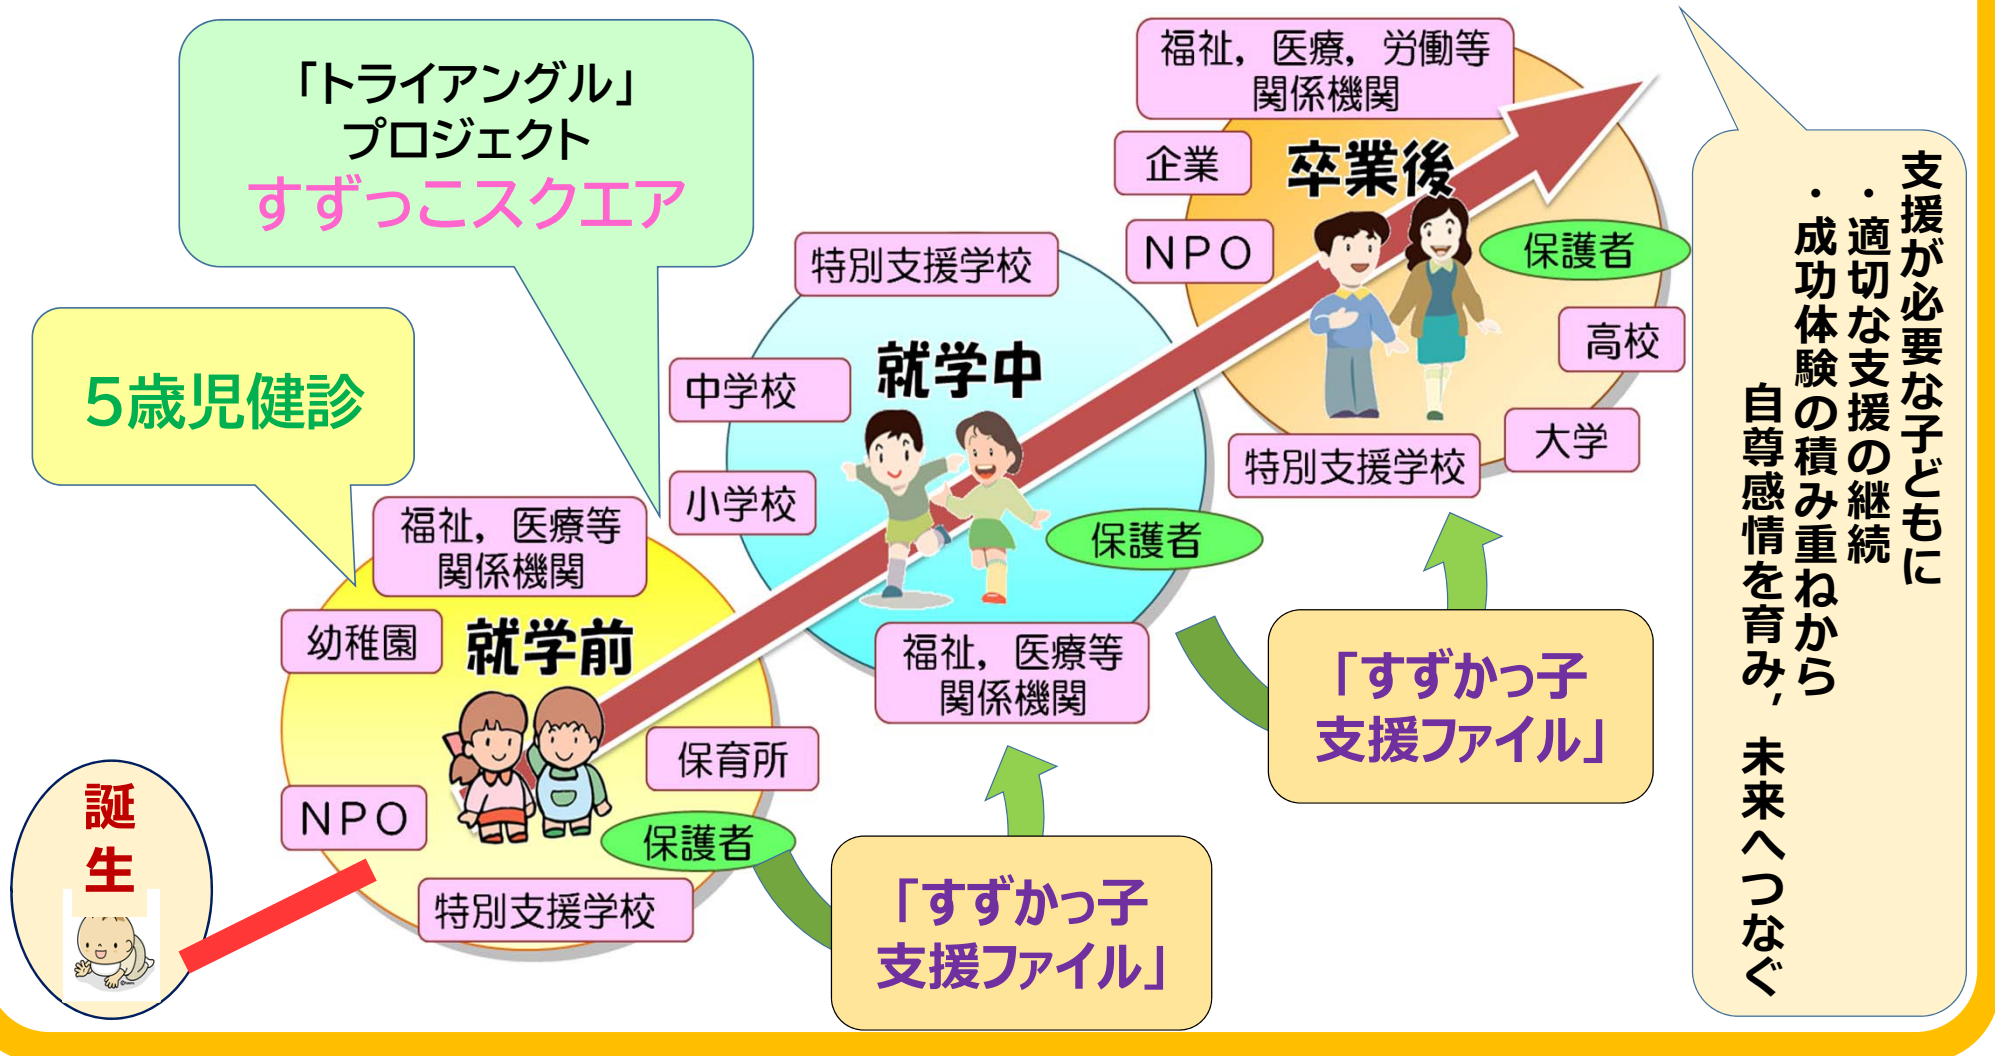 「トライアングル」
プロジェクト
すずっこスクエア
5歳児健診
誕
生
就学前
福祉，医療等
関係機関
幼稚園
NPO
保育所
保護者
特別支援学校
「すずかっ子
支援ファイル」
就学中
特別支援学校
中学校
小学校
保護者
福祉，医療等
関係機関
「すずかっ子
支援ファイル」
卒業後
福祉，医療，労働等
関係機関
企業
NPO
保護者
高校
大学
特別支援学校
支援が必要な子どもに
・適切な支援の継続
・成功体験の積み重ねから
自尊感情を育み，未来へつなぐ